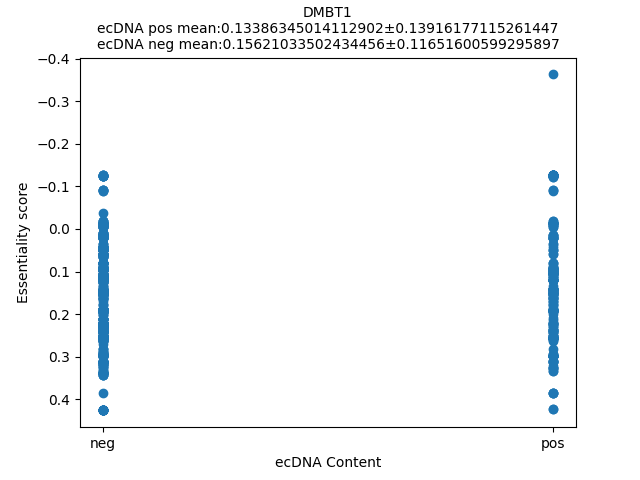 DMBT1
ecDNA pos mean:0.13386345014112902±0.13916177115261447
ecDNA neg mean:0.15621033502434456±0.11651600599295897
−0.4
−0.3
−0.2
−0.1
0.0
0.1
0.2
0.3
0.4
Essentiality score
neg
pos
ecDNA Content